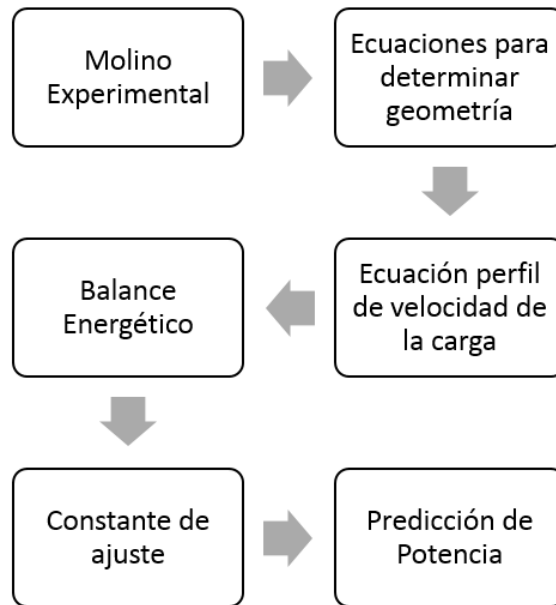 Molino
Experimental
Ecuaciones para
determinar
geometría
Ecuación perfil
de velocidad de
la carga
Balance
Energético
Constante de
ajuste
Predicción de
Potencia